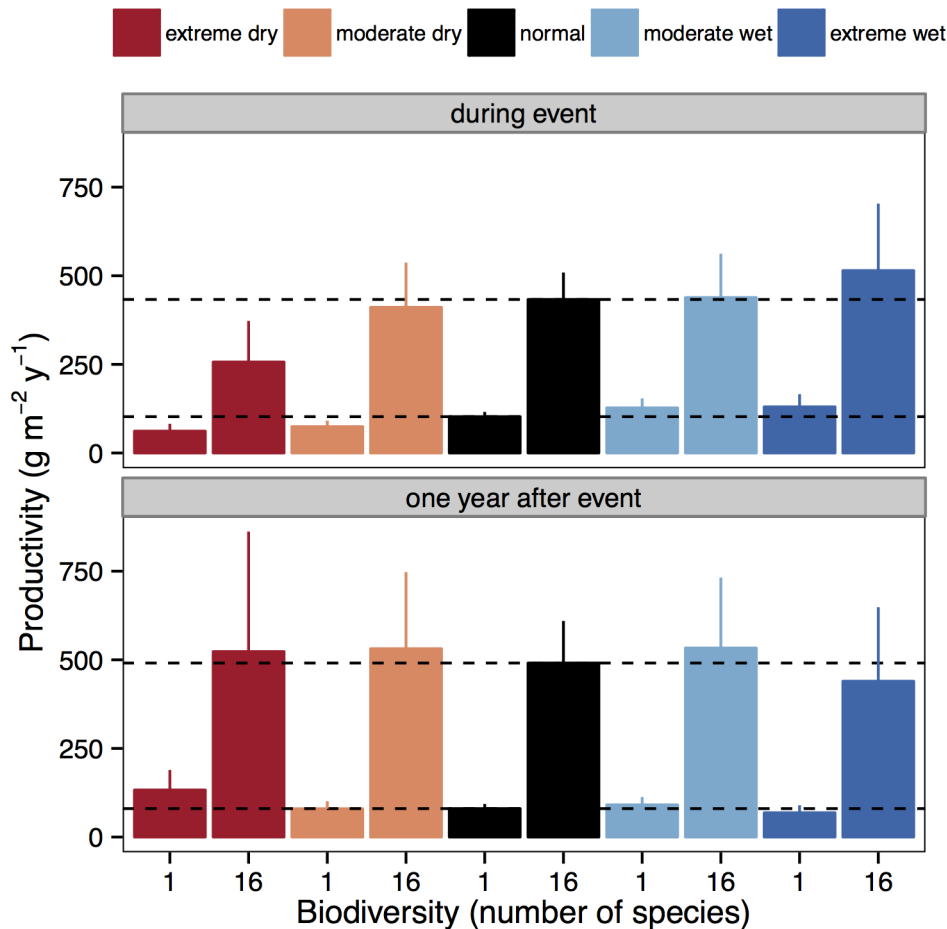 extreme dry moderate dry normal moderate wet extreme wet
during event
750
500
250
0
one year after event
750
500
250
0
1 16 1 16 1 16 1 16 1 16
Productivity (g m⁻² y⁻¹)
Biodiversity (number of species)